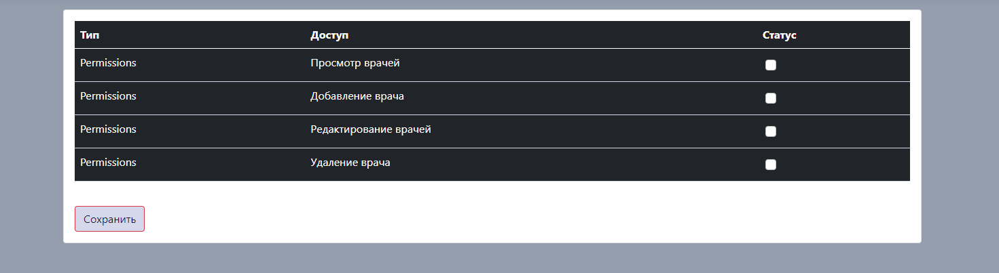 Тип Доступ Статус
Permissions Просмотр врачей
Permissions Добавление врача
Permissions Редактирование врачей
Permissions Удаление врача
Сохранить